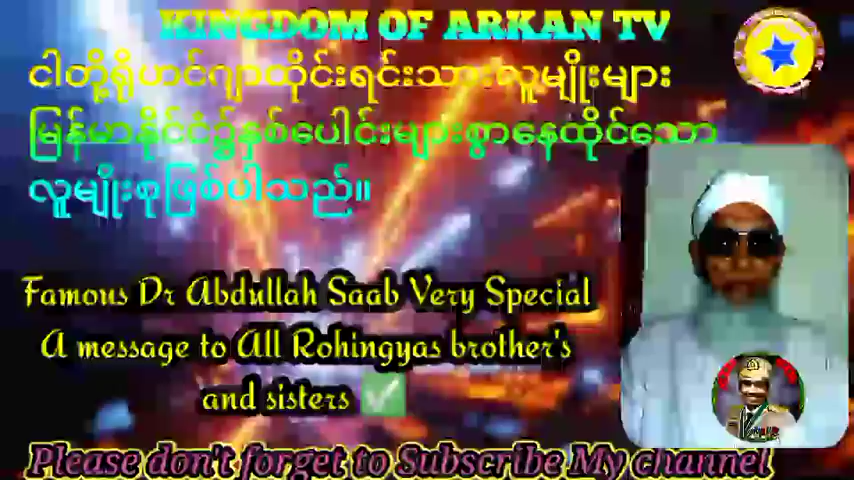 KINGDOM OF ARKAN TV
ငါတို့ရိုဟင်ဂျာထိုင်းရင်းသားလူမျိုးများ
မြန်မာနိုင်ငံ၌နှစ်ပေါင်းများစွာနေထိုင်သော
လူမျိုးစုဖြစ်ပါသည်။
Famous Dr Abdullah Saab Very Special
A message to All Rohingyas brother's
and sisters ✅
Please don't forget to Subscribe My channel